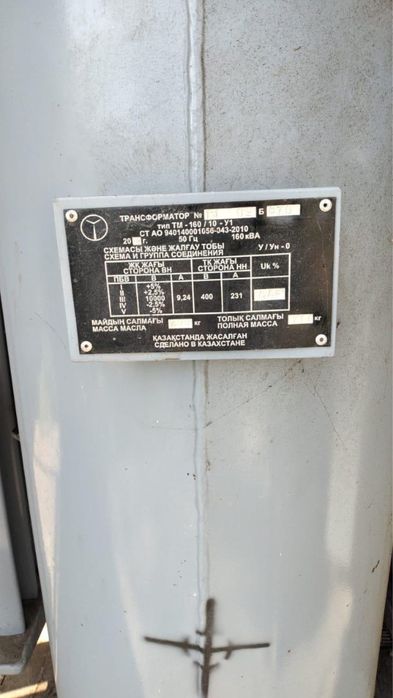 ТРАНСФОРМАТОР № Б
тип ТМ - 160 / 10 - У1
СТ АО 940140001056-043-2010
20 г. 50 Гц 160 кВА
СХЕМАСЫ ЖӘНЕ ЖАЛҒАУ ТОБЫ
СХЕМА И ГРУППА СОЕДИНЕНИЯ У / Ун - 0
ЖК ЖАҒЫ СТОРОНА ВН ТК ЖАҒЫ СТОРОНА НН Uk %
ПБВ В А В А
I +5%
II +2,5%
III 10000 9,24 400 231
IV -2,5%
V -5%
МАЙДЫН САЛМАҒЫ кг ТОЛЫҚ САЛМАҒЫ кг
МАССА МАСЛА ПОЛНАЯ МАССА
ҚАЗАҚСТАНДА ЖАСАЛҒАН
СДЕЛАНО В КАЗАХСТАНЕ